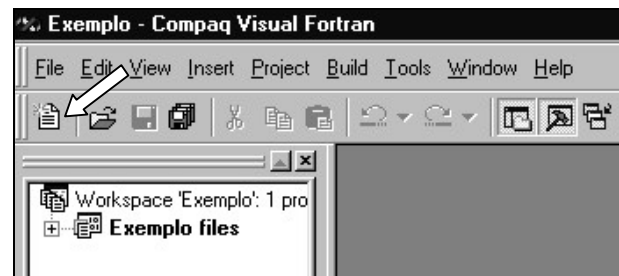 Exemplo - Compaq Visual Fortran
File Edit View Insert Project Build Tools Window Help
Workspace 'Exemplo': 1 pro
Exemplo files